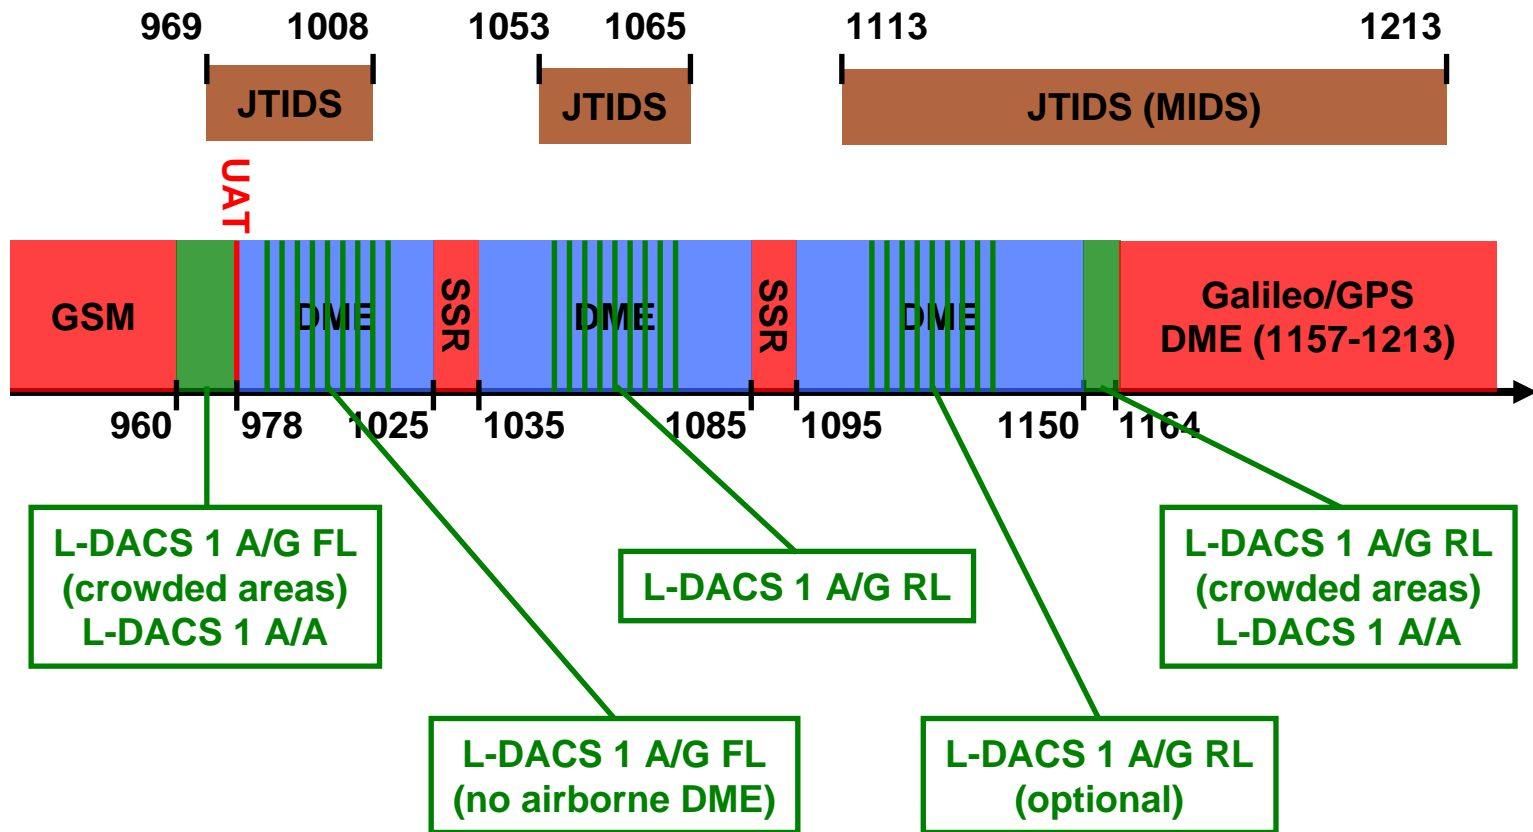 969 1008 1053 1065 1113 1213
JTIDS JTIDS JTIDS (MIDS)
UAT
GSM DME SSR DME SSR DME Galileo/GPS
DME (1157-1213)
960 978 1025 1035 1085 1095 1150 1164
L-DACS 1 A/G FL
(crowded areas)
L-DACS 1 A/A
L-DACS 1 A/G RL
L-DACS 1 A/G RL
(crowded areas)
L-DACS 1 A/A
L-DACS 1 A/G FL
(no airborne DME)
L-DACS 1 A/G RL
(optional)